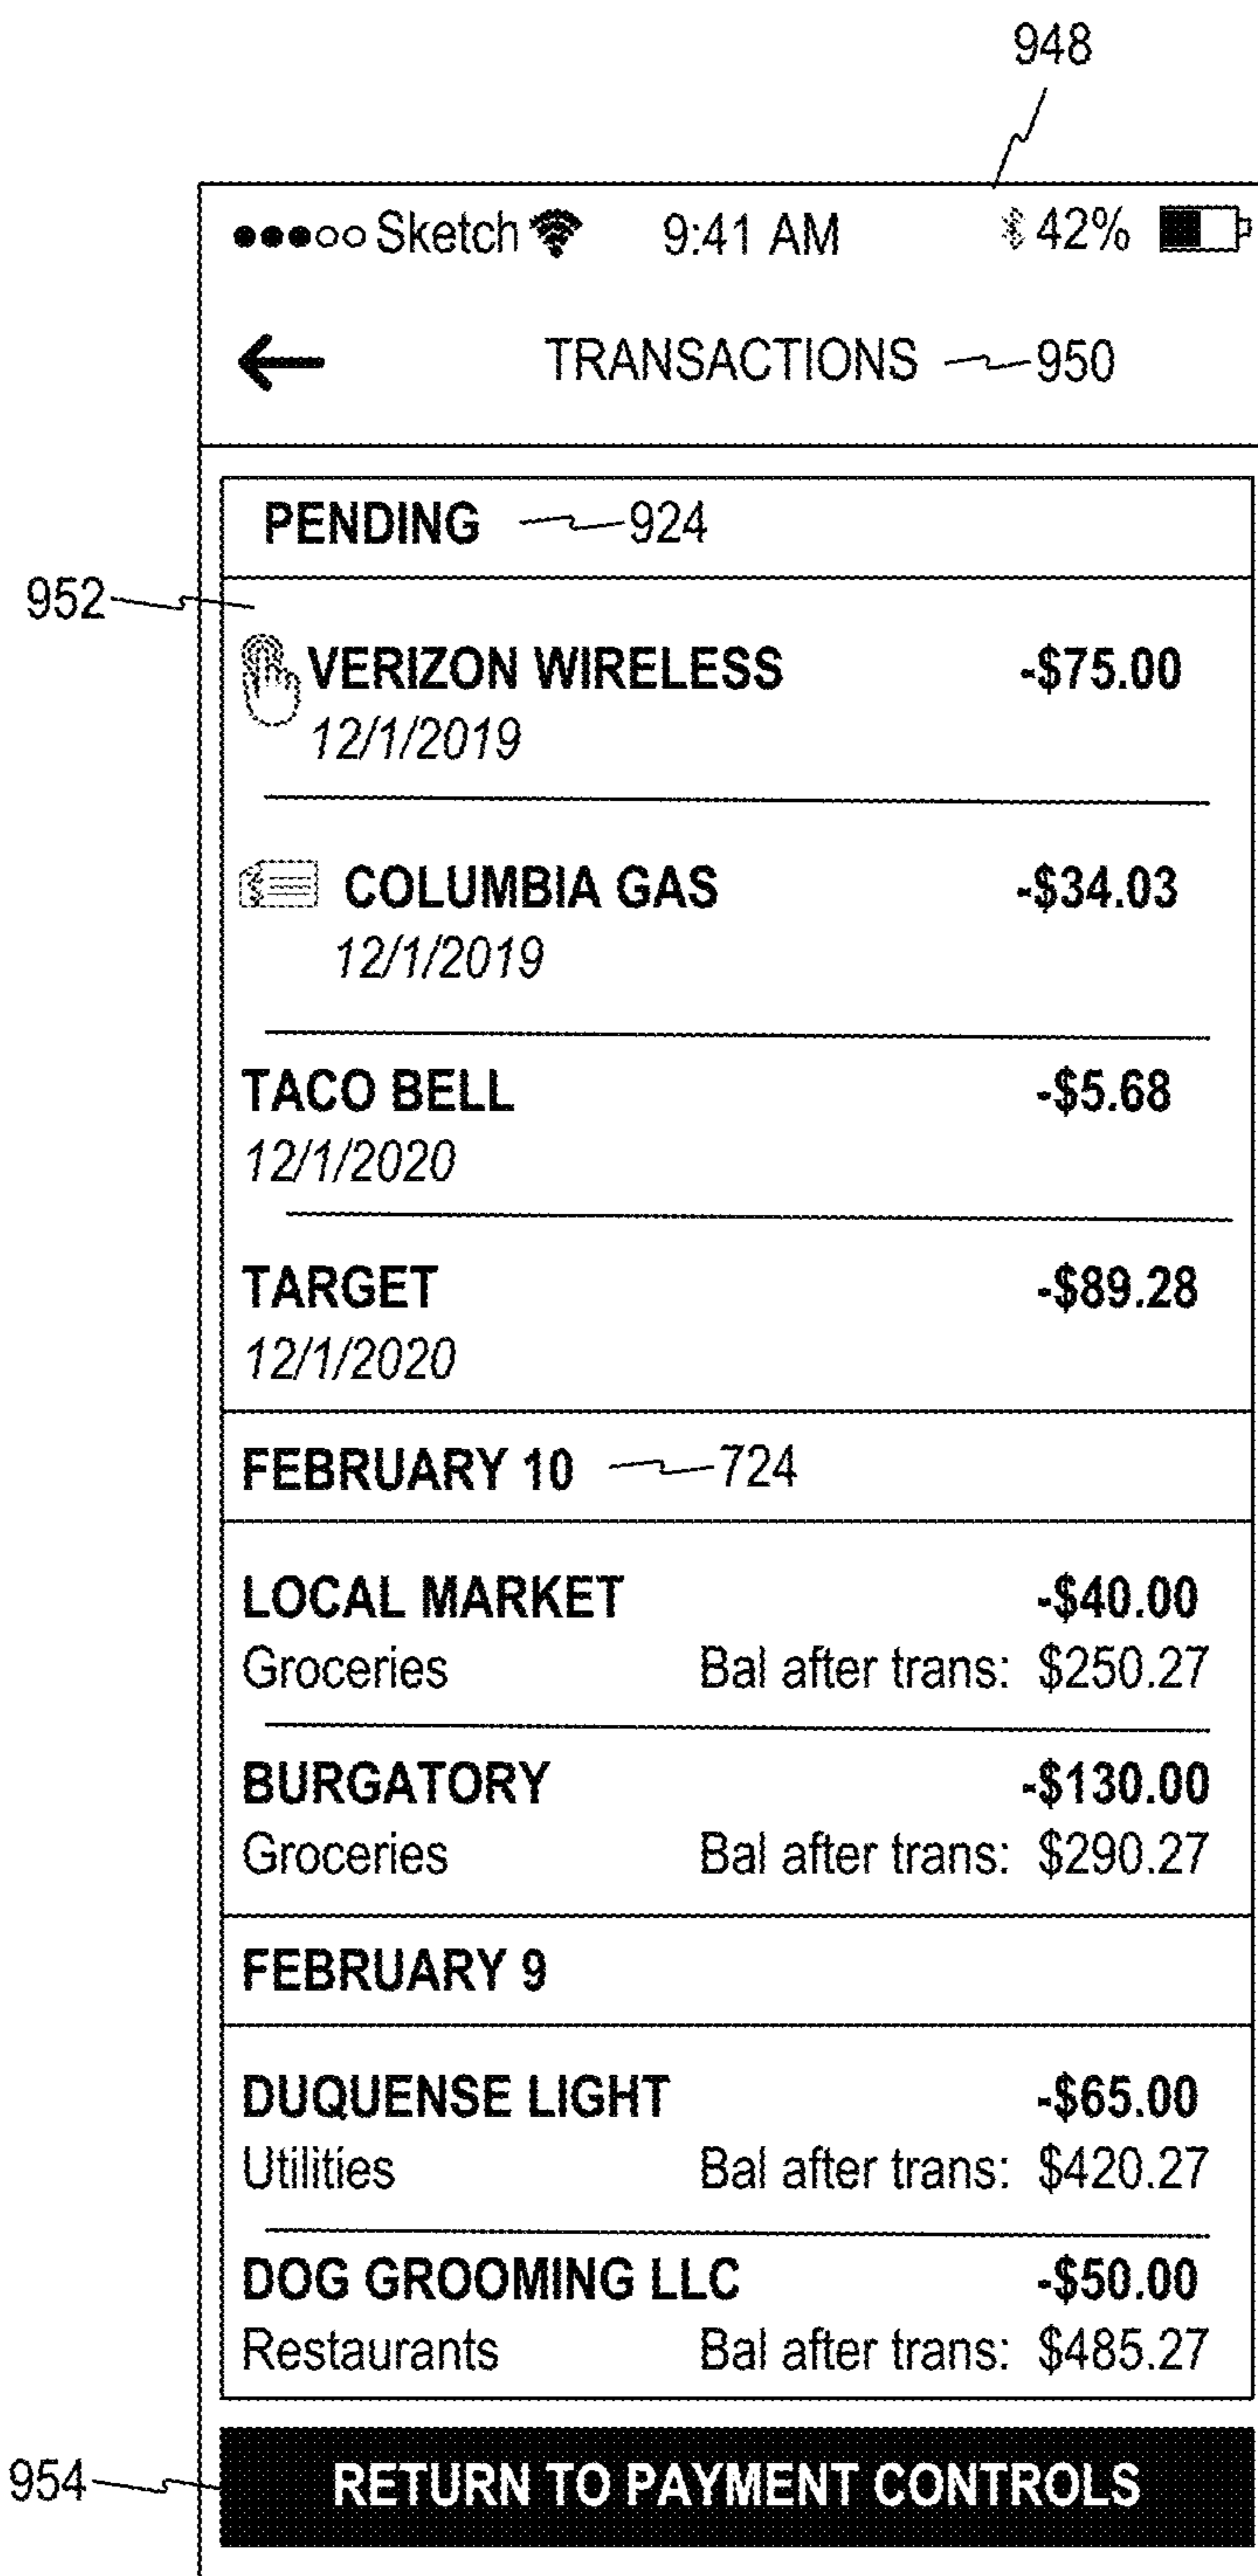 948
Sketch 9:41 AM 42%
TRANSACTIONS 950
PENDING 924
952
VERIZON WIRELESS -$75.00
12/1/2019
COLUMBIA GAS -$34.03
12/1/2019
TACO BELL -$5.68
12/1/2020
TARGET -$89.28
12/1/2020
FEBRUARY 10 724
LOCAL MARKET -$40.00
Groceries Bal after trans: $250.27
BURGATORY -$130.00
Groceries Bal after trans: $290.27
FEBRUARY 9
DUQUENSE LIGHT -$65.00
Utilities Bal after trans: $420.27
DOG GROOMING LLC -$50.00
Restaurants Bal after trans: $485.27
954 RETURN TO PAYMENT CONTROLS